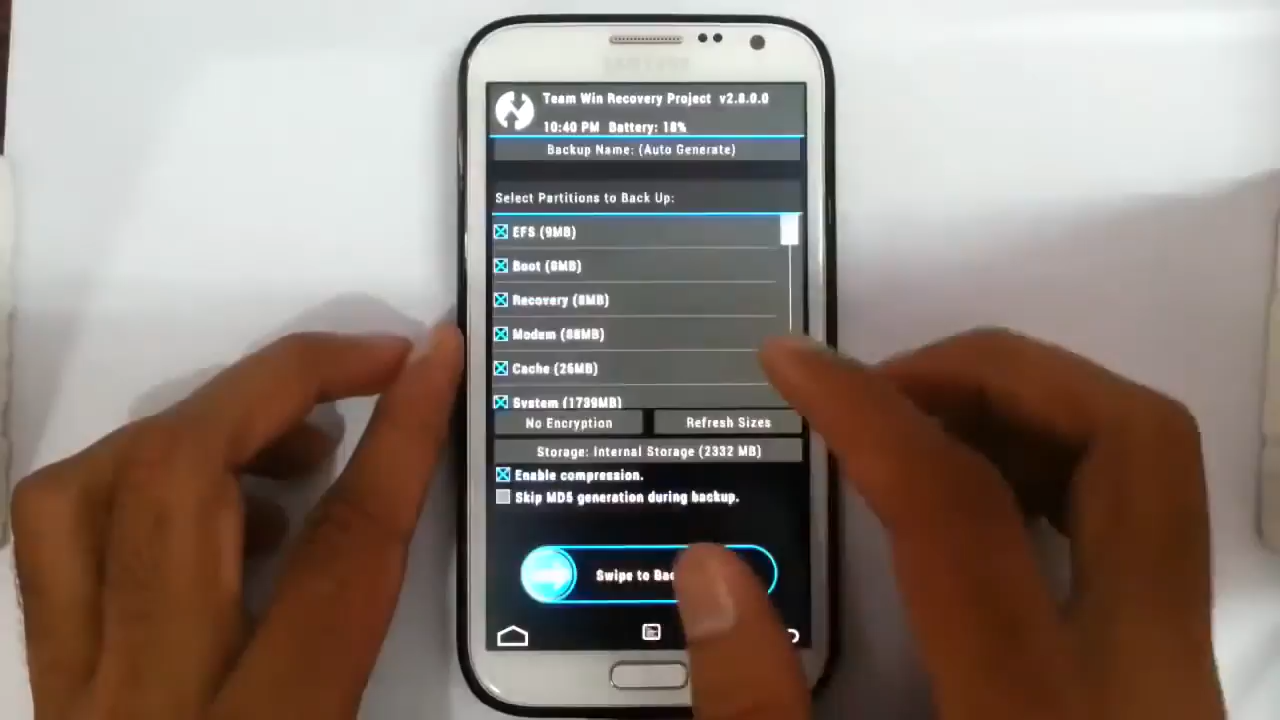 SAMSUNG
Team Win Recovery Project v2.8.0.0
10:40 PM Battery: 18%
Backup Name: (Auto Generate)
Select Partitions to Back Up:
EFS (9MB)
Boot (8MB)
Recovery (8MB)
Modem (88MB)
Cache (26MB)
System (1739MB)
No Encryption Refresh Sizes
Storage: Internal Storage (2332 MB)
Enable compression.
Skip MD5 generation during backup.
Swipe to